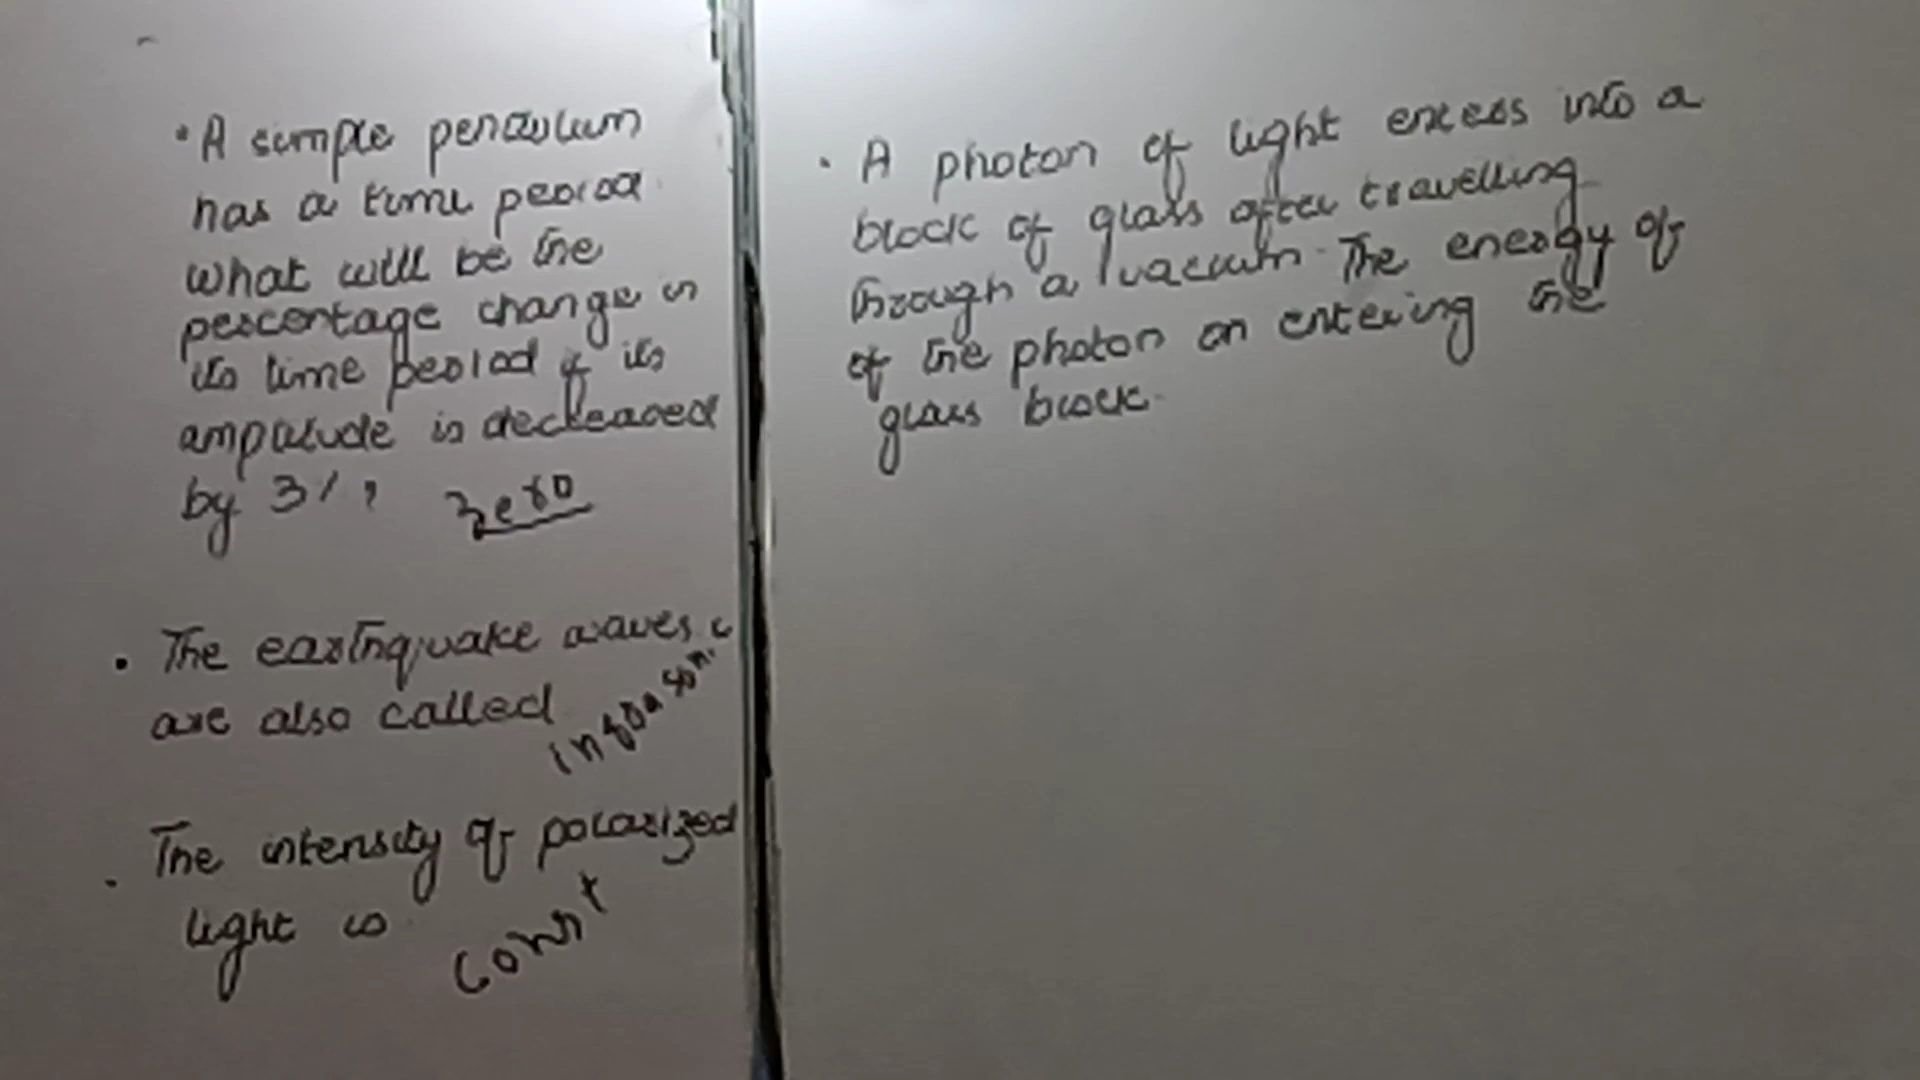 • A simple pendulum
has a time period.
what will be the
percentage change in
its time period if its
amplitude is decreased
by 3% ? zero
• The earthquake waves
are also called
infrason.
• The intensity of polarized
light is
const
• A photon of light enters into a
block of glass after travelling
through a vacuum. The energy of
of the photon on entering the
glass block.